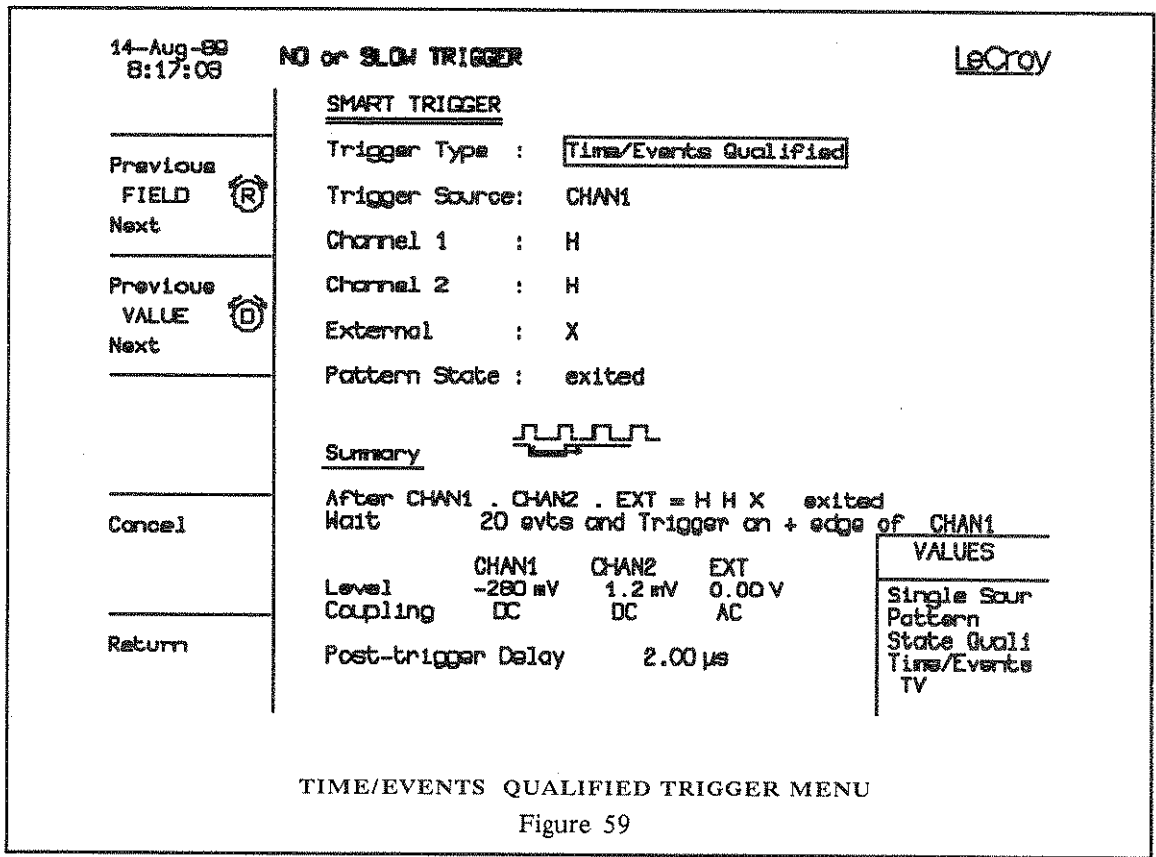 14-Aug-89
8:17:08
NO or SLOW TRIGGER
LeCroy
SMART TRIGGER
Previous
FIELD R
Next
Previous
VALUE D
Next
Cancel
Return
Trigger Type : Time/Events Qualified
Trigger Source: CHAN1
Channel 1 : H
Channel 2 : H
External : X
Pattern State : exited
Summary
After CHAN1 . CHAN2 . EXT = H H X exited
Wait 20 evts and Trigger on + edge of CHAN1
CHAN1 CHAN2 EXT
Level -280 mV 1.2 mV 0.00 V
Coupling DC DC AC
Post-trigger Delay 2.00 µs
VALUES
Single Sour
Pattern
State Quali
Time/Events
TV
TIME/EVENTS QUALIFIED TRIGGER MENU
Figure 59